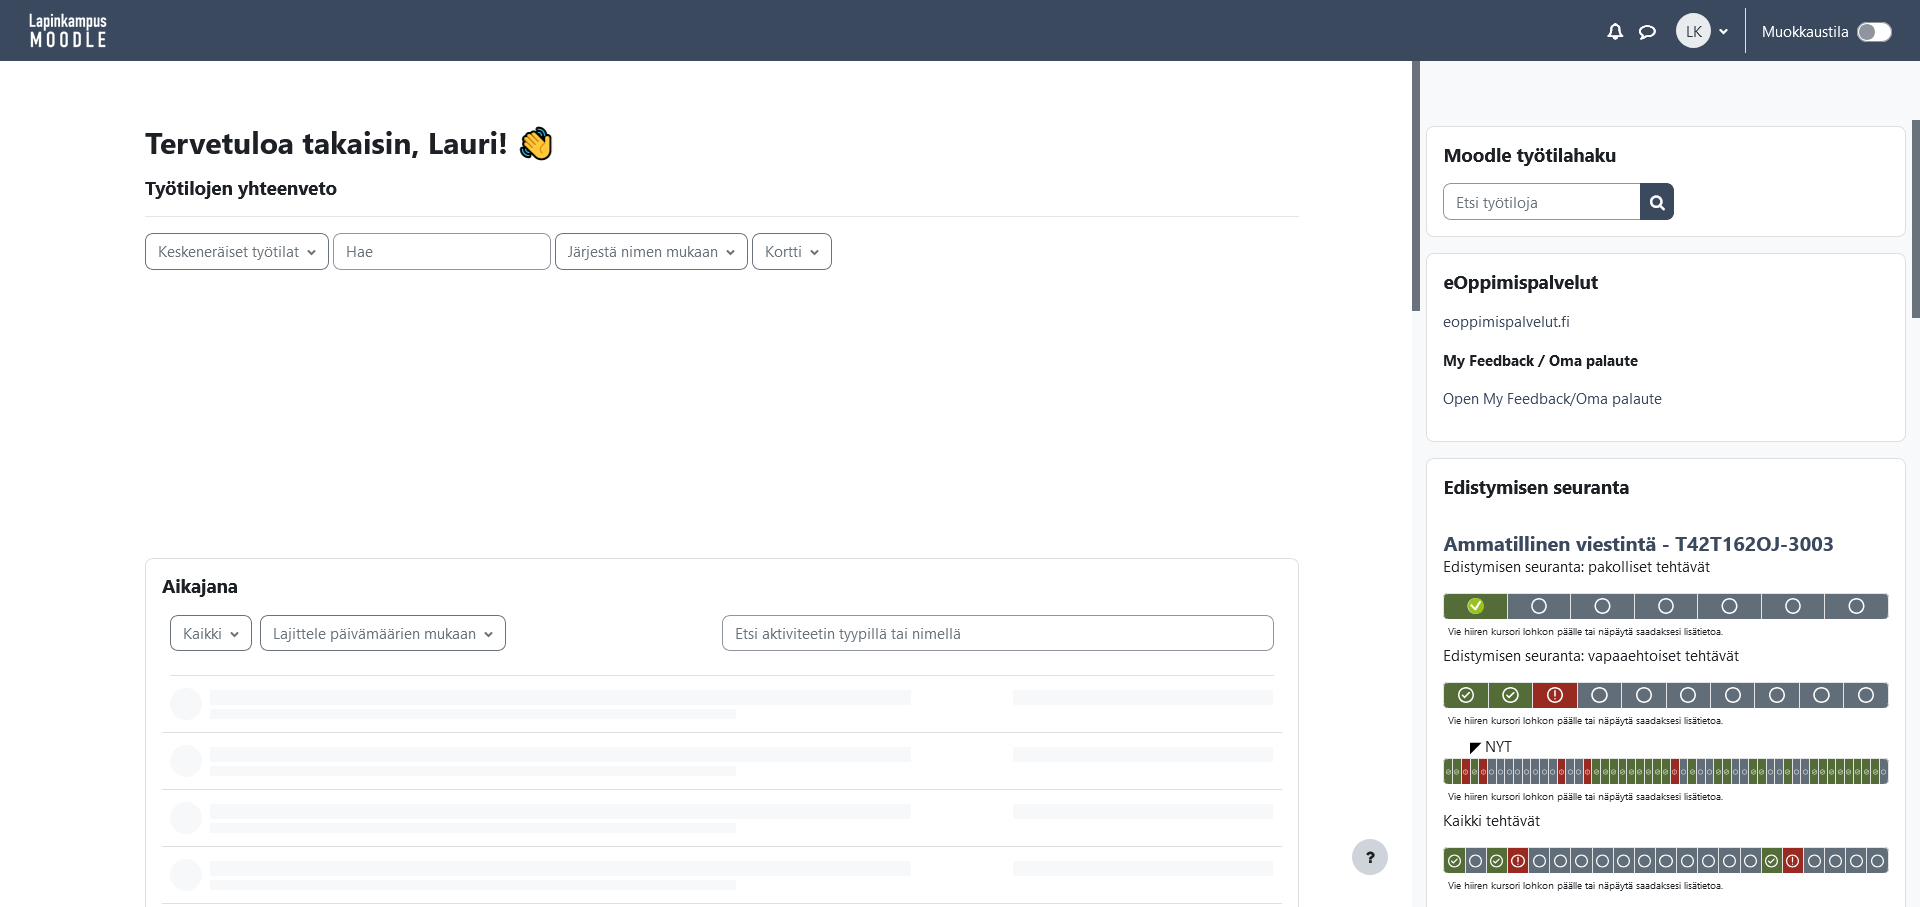 Lapinkampus
MOODLE
LK
Muokkaustila
Tervetuloa takaisin, Lauri! 👋
Työtilojen yhteenveto
Keskeneräiset työtilat
Hae
Järjestä nimen mukaan
Kortti
Aikajana
Kaikki
Lajittele päivämäärien mukaan
Etsi aktiviteetin tyypillä tai nimellä
?
Moodle työtilahaku
Etsi työtiloja
eOppimispalvelut
eoppimispalvelut.fi
My Feedback / Oma palaute
Open My Feedback/Oma palaute
Edistymisen seuranta
Ammatillinen viestintä - T42T162OJ-3003
Edistymisen seuranta: pakolliset tehtävät
Vie hiiren kursori lohkon päälle tai näpäytä saadaksesi lisätietoa.
Edistymisen seuranta: vapaaehtoiset tehtävät
Vie hiiren kursori lohkon päälle tai näpäytä saadaksesi lisätietoa.
NYT
Vie hiiren kursori lohkon päälle tai näpäytä saadaksesi lisätietoa.
Kaikki tehtävät
Vie hiiren kursori lohkon päälle tai näpäytä saadaksesi lisätietoa.